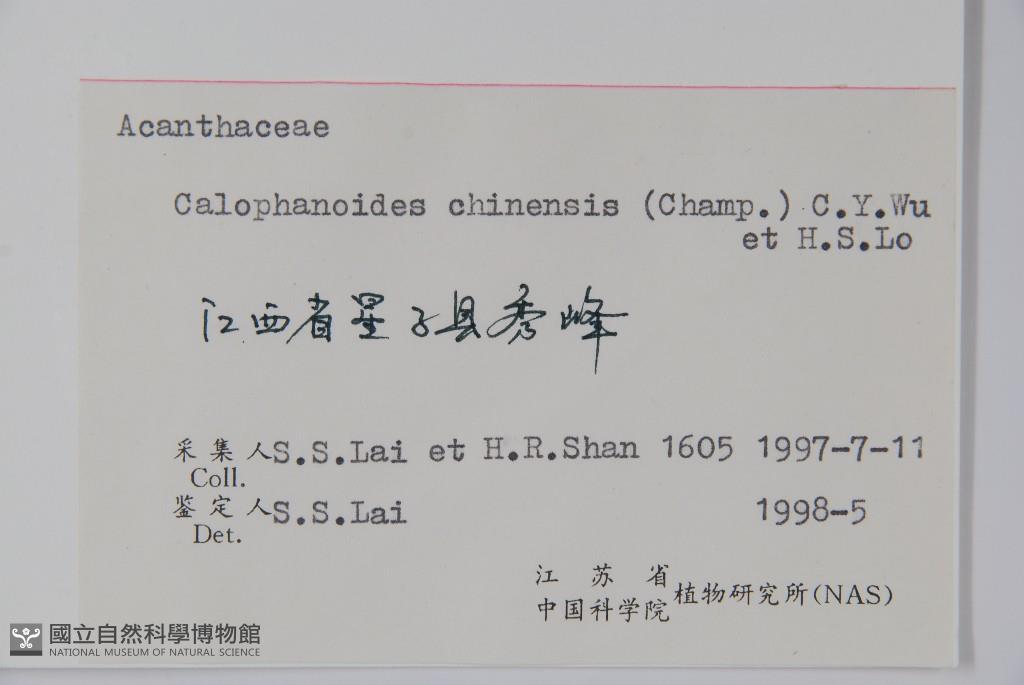 Acanthaceae
Calophanoides chinensis (Champ.) C.Y.Wu
et H.S.Lo
江西省星子县秀峰
采集人 S.S.Lai et H.R.Shan 1605 1997-7-11
Coll.
鉴定人 S.S.Lai 1998-5
Det.
江苏省
中国科学院 植物研究所(NAS)
國立自然科學博物館
NATIONAL MUSEUM OF NATURAL SCIENCE